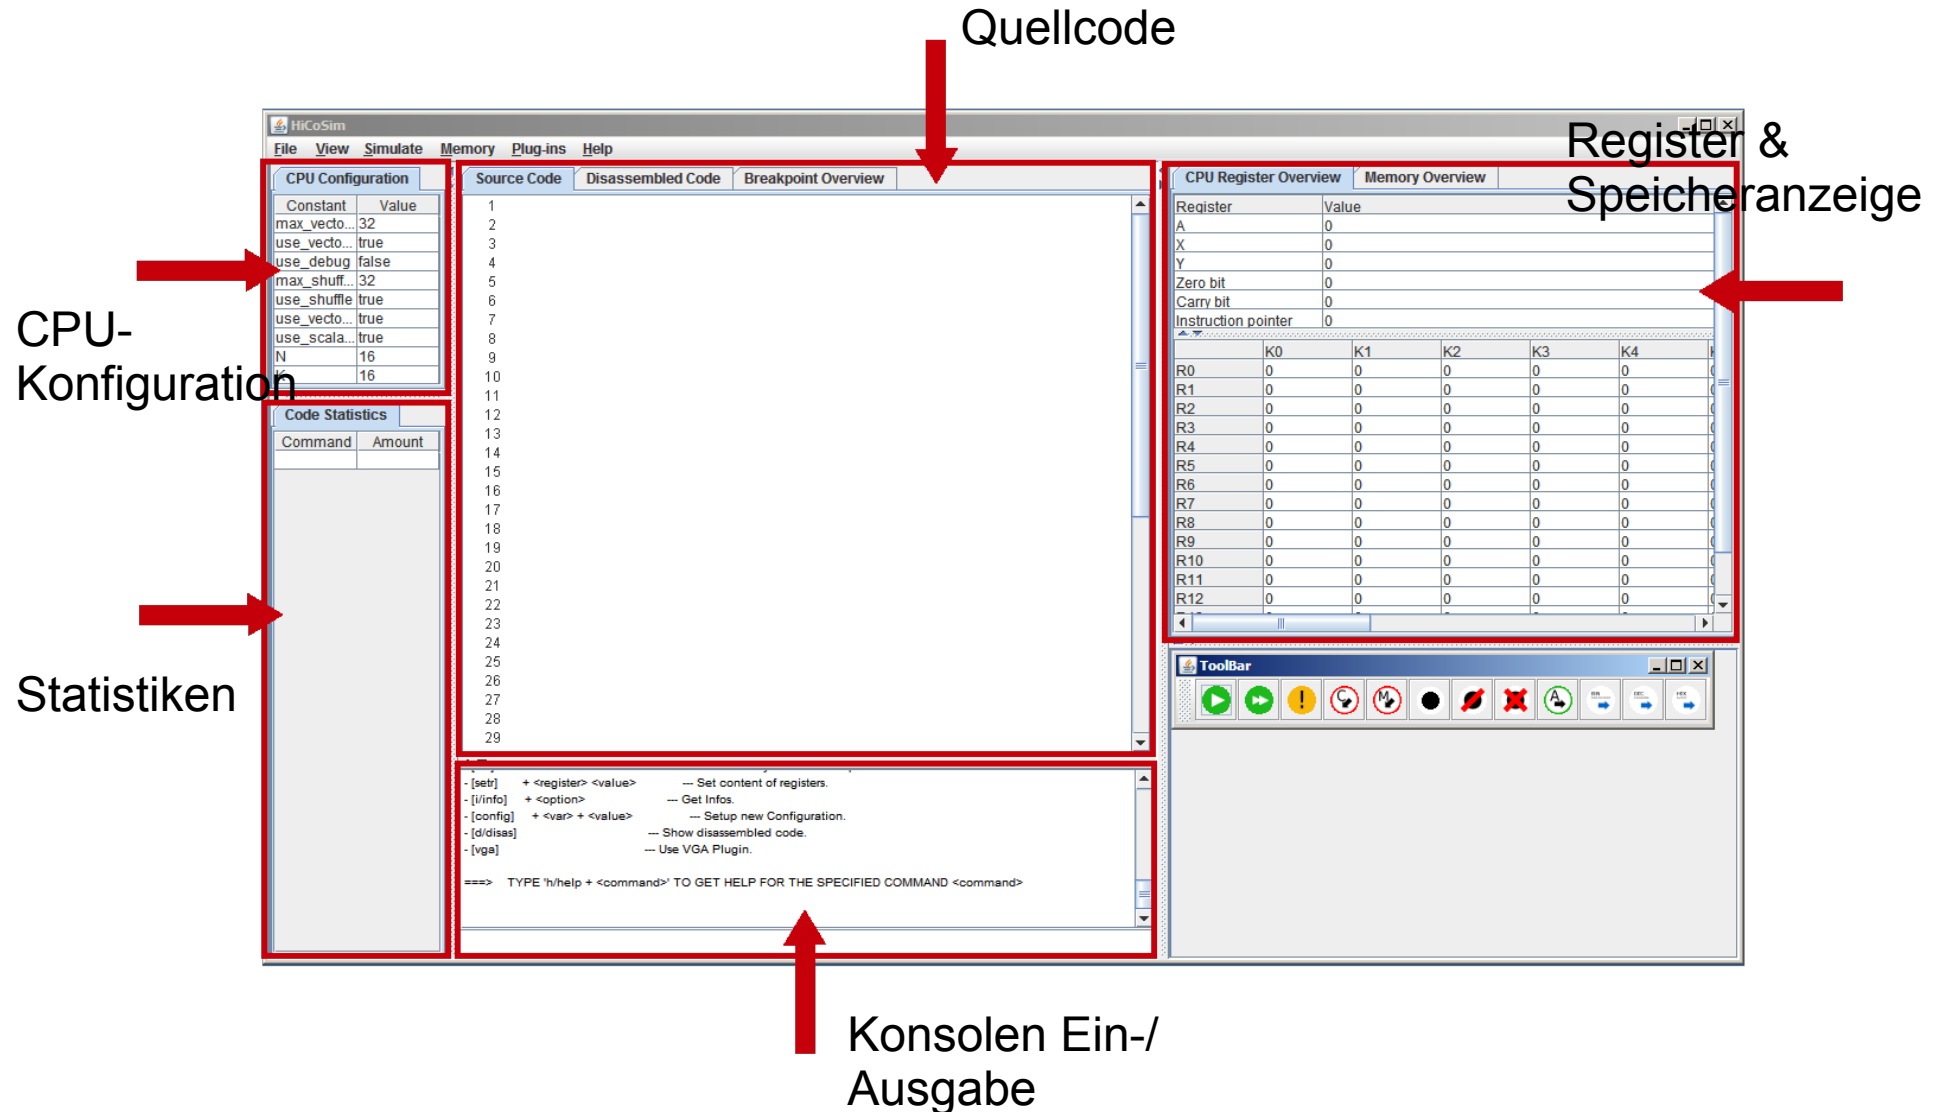 Quellcode
HiCoSim
File View Simulate Memory Plug-ins Help
Register &
Speicheranzeige
CPU-
Konfiguration
Statistiken
CPU Configuration
Constant Value
max_vecto... 32
use_vecto... true
use_debug false
max_shuff... 32
use_shuffle true
use_vecto... true
use_scala... true
N 16
K 16
Code Statistics
Command Amount
Source Code Disassembled Code Breakpoint Overview
1
2
3
4
5
6
7
8
9
10
11
12
13
14
15
16
17
18
19
20
21
22
23
24
25
26
27
28
29
- [setr] + <register> <value> --- Set content of registers.
- [i/info] + <option> --- Get Infos.
- [config] + <var> + <value> --- Setup new Configuration.
- [d/disas] --- Show disassembled code.
- [vga] --- Use VGA Plugin.
===> TYPE 'h/help + <command>' TO GET HELP FOR THE SPECIFIED COMMAND <command>
CPU Register Overview Memory Overview
Register Value
A 0
X 0
Y 0
Zero bit 0
Carry bit 0
Instruction pointer 0
K0 K1 K2 K3 K4
R0 0 0 0 0 0
R1 0 0 0 0 0
R2 0 0 0 0 0
R3 0 0 0 0 0
R4 0 0 0 0 0
R5 0 0 0 0 0
R6 0 0 0 0 0
R7 0 0 0 0 0
R8 0 0 0 0 0
R9 0 0 0 0 0
R10 0 0 0 0 0
R11 0 0 0 0 0
R12 0 0 0 0 0
ToolBar
C M A BIN DEC HEX
Konsolen Ein-/
Ausgabe